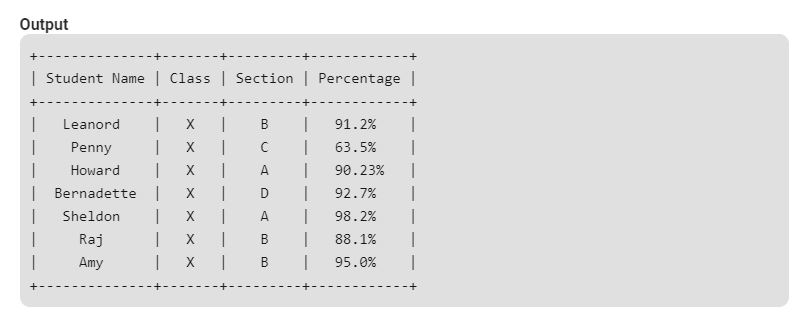 Output
+--------------+-------+---------+------------+
| Student Name | Class | Section | Percentage |
+--------------+-------+---------+------------+
|   Leanord    |   X   |    B    |   91.2%    |
|    Penny     |   X   |    C    |   63.5%    |
|    Howard    |   X   |    A    |   90.23%   |
|  Bernadette  |   X   |    D    |   92.7%    |
|   Sheldon    |   X   |    A    |   98.2%    |
|     Raj      |   X   |    B    |   88.1%    |
|     Amy      |   X   |    B    |   95.0%    |
+--------------+-------+---------+------------+